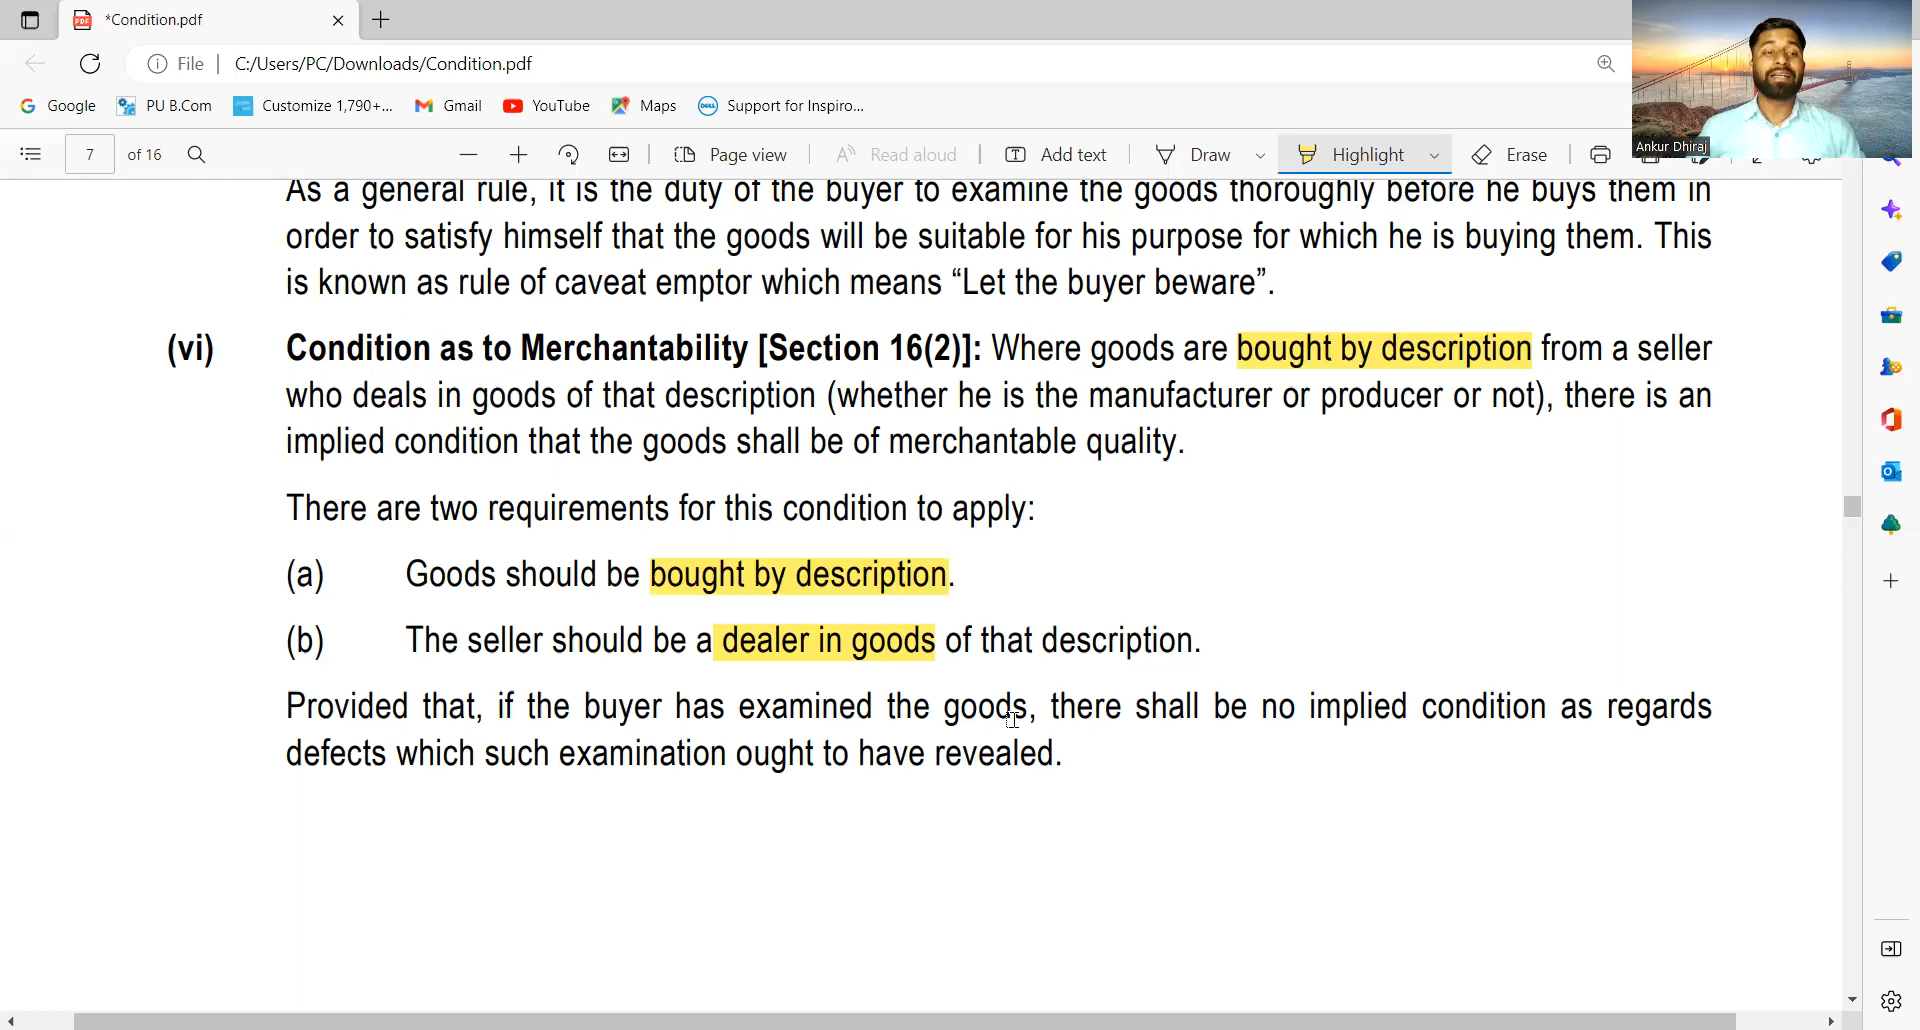 *Condition.pdf
File
C:/Users/PC/Downloads/Condition.pdf
Google
PU B.Com
Customize 1,790+...
Gmail
YouTube
Maps
Support for Inspiro...
Ankur Dhiraj
7 of 16
Page view
Read aloud
Add text
Draw
Highlight
Erase
As a general rule, it is the duty of the buyer to examine the goods thoroughly before he buys them in
order to satisfy himself that the goods will be suitable for his purpose for which he is buying them. This
is known as rule of caveat emptor which means “Let the buyer beware”.
(vi) Condition as to Merchantability [Section 16(2)]: Where goods are bought by description from a seller
who deals in goods of that description (whether he is the manufacturer or producer or not), there is an
implied condition that the goods shall be of merchantable quality.
There are two requirements for this condition to apply:
(a) Goods should be bought by description.
(b) The seller should be a dealer in goods of that description.
Provided that, if the buyer has examined the goods, there shall be no implied condition as regards
defects which such examination ought to have revealed.